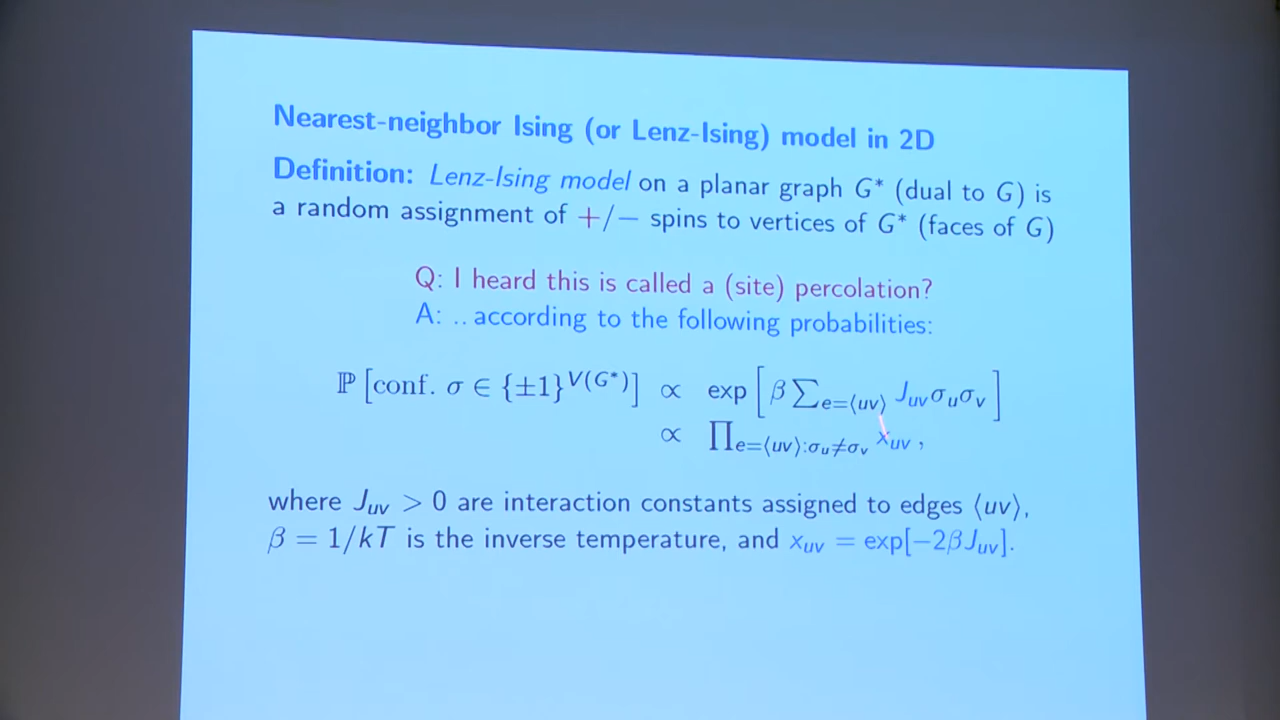 Nearest-neighbor Ising (or Lenz-Ising) model in 2D
Definition: Lenz-Ising model on a planar graph G* (dual to G) is
a random assignment of +/− spins to vertices of G* (faces of G)
Q: I heard this is called a (site) percolation?
A: .. according to the following probabilities:
ℙ [conf. σ ∈ {±1}^{V(G*)}] ∝ exp [β ∑_{e=⟨uv⟩} J_{uv}σ_uσ_v]
∝ ∏_{e=⟨uv⟩:σ_u≠σ_v} x_{uv} ,
where J_{uv} > 0 are interaction constants assigned to edges ⟨uv⟩,
β = 1/kT is the inverse temperature, and x_{uv} = exp[−2βJ_{uv}].